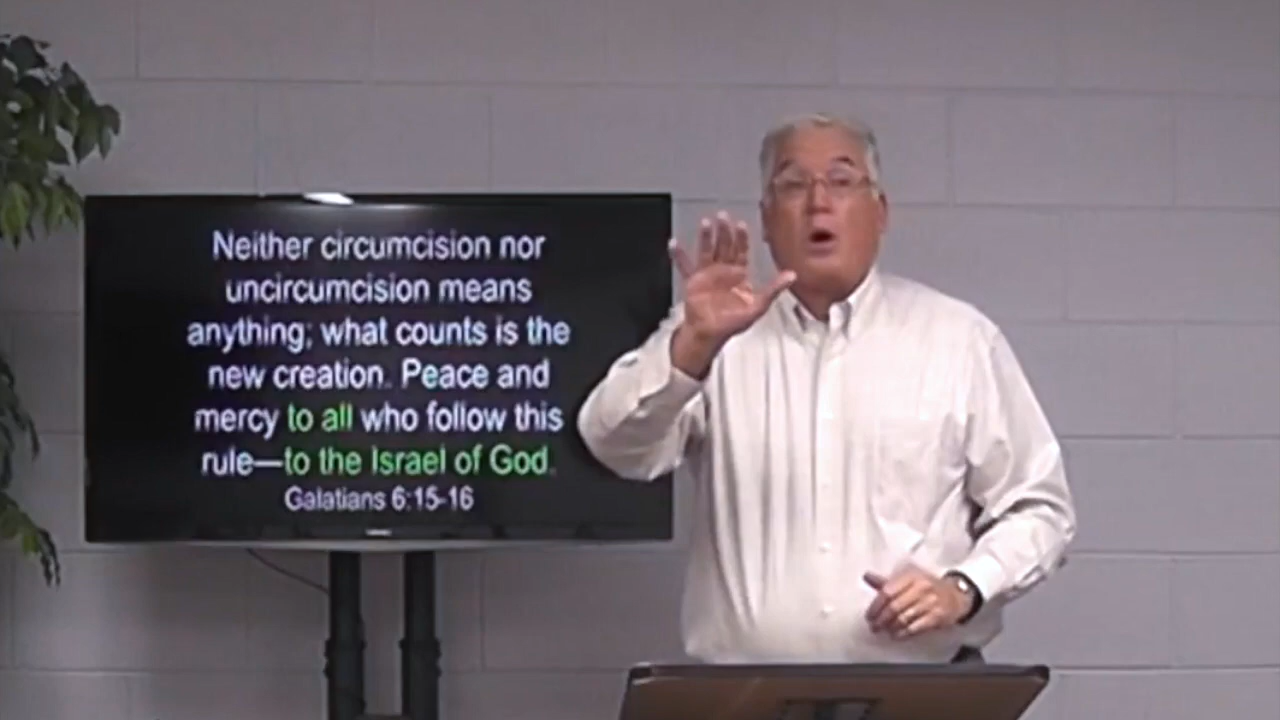 Neither circumcision nor
uncircumcision means
anything; what counts is the
new creation. Peace and
mercy to all who follow this
rule—to the Israel of God.
Galatians 6:15-16